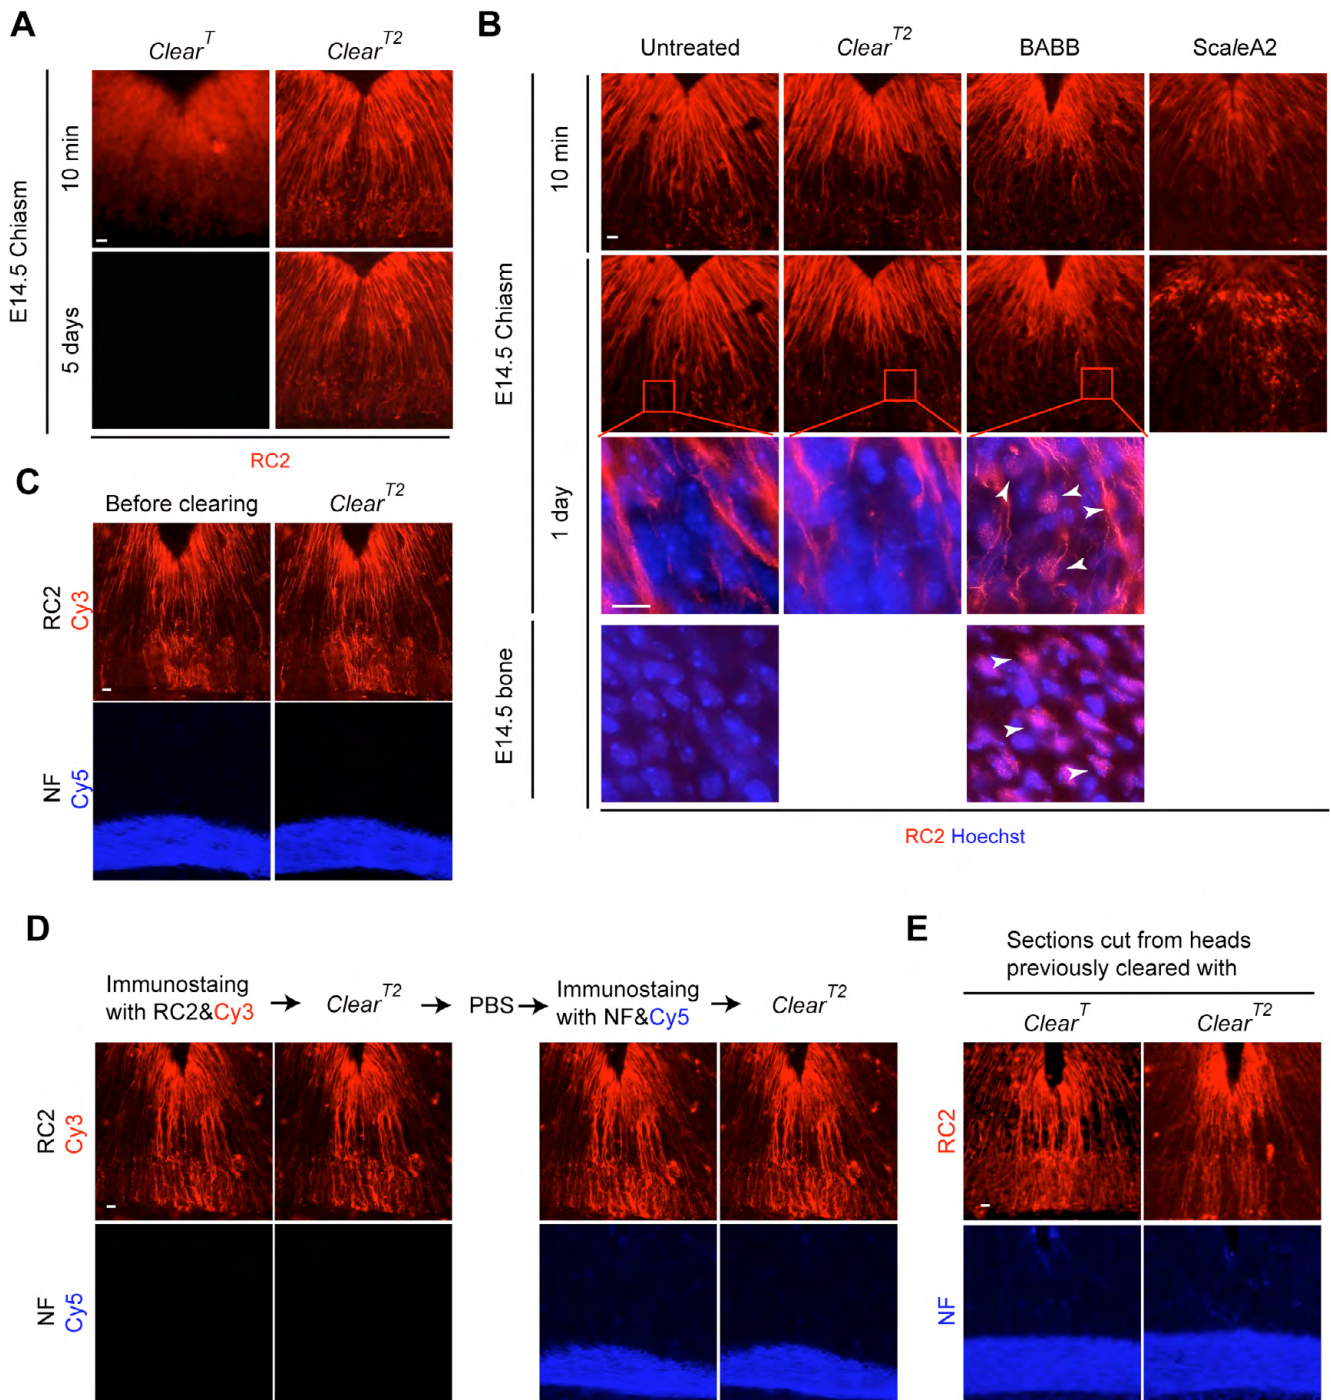 A
Clear^T
Clear^T2
E14.5 Chiasm
10 min
5 days
RC2
B
Untreated
Clear^T2
BABB
ScaleA2
E14.5 Chiasm
10 min
1 day
E14.5 bone
RC2 Hoechst
C
Before clearing
Clear^T2
RC2
Cy3
NF
Cy5
D
Immunostaing
with RC2&Cy3
Clear^T2
PBS
Immunostaing
with NF&Cy5
Clear^T2
RC2
Cy3
NF
Cy5
E
Sections cut from heads
previously cleared with
Clear^T
Clear^T2
RC2
NF